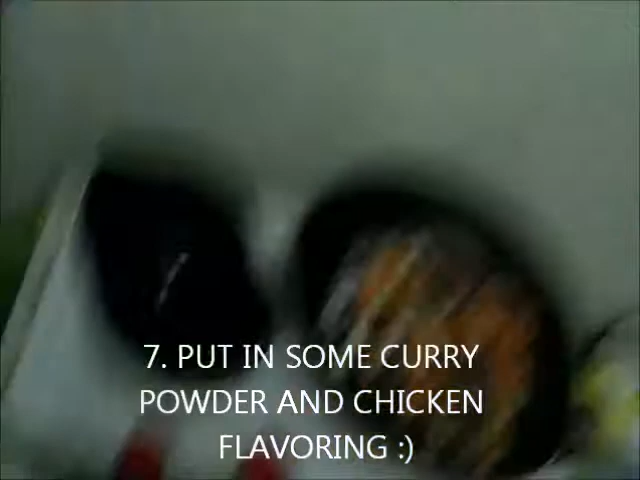 7. PUT IN SOME CURRY
POWDER AND CHICKEN
FLAVORING :)